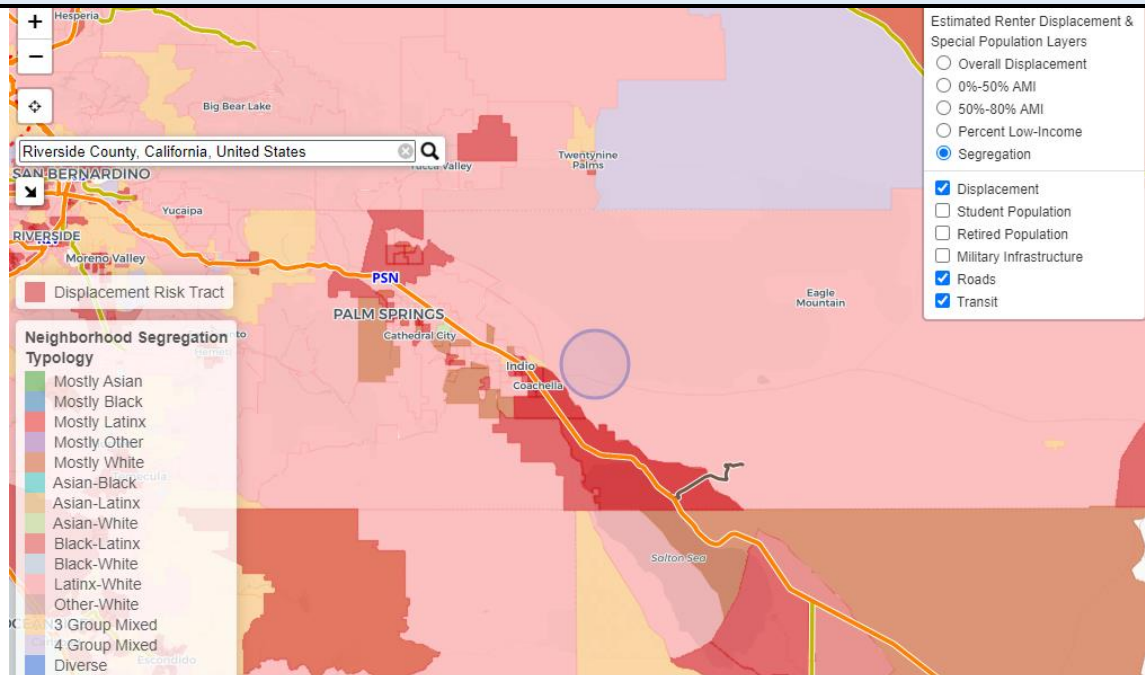 +
Hesperia
−
Big Bear Lake
Riverside County, California, United States
Yucca Valley
Twentynine
Palms
SAN BERNARDINO
Yucaipa
RIVERSIDE
Moreno Valley
PSN
Displacement Risk Tract
PALM SPRINGS
Cathedral City
Eagle
Mountain
Indio
Coachella
Salton Sea
Neighborhood Segregation
Typology
Hemet
Mostly Asian
Mostly Black
Mostly Latinx
Mostly Other
Mostly White
Temecula
Asian-Black
Asian-Latinx
Asian-White
Black-Latinx
Black-White
Latinx-White
Other-White
3 Group Mixed
4 Group Mixed
Diverse
Escondido
Estimated Renter Displacement &
Special Population Layers
Overall Displacement
0%-50% AMI
50%-80% AMI
Percent Low-Income
Segregation
Displacement
Student Population
Retired Population
Military Infrastructure
Roads
Transit